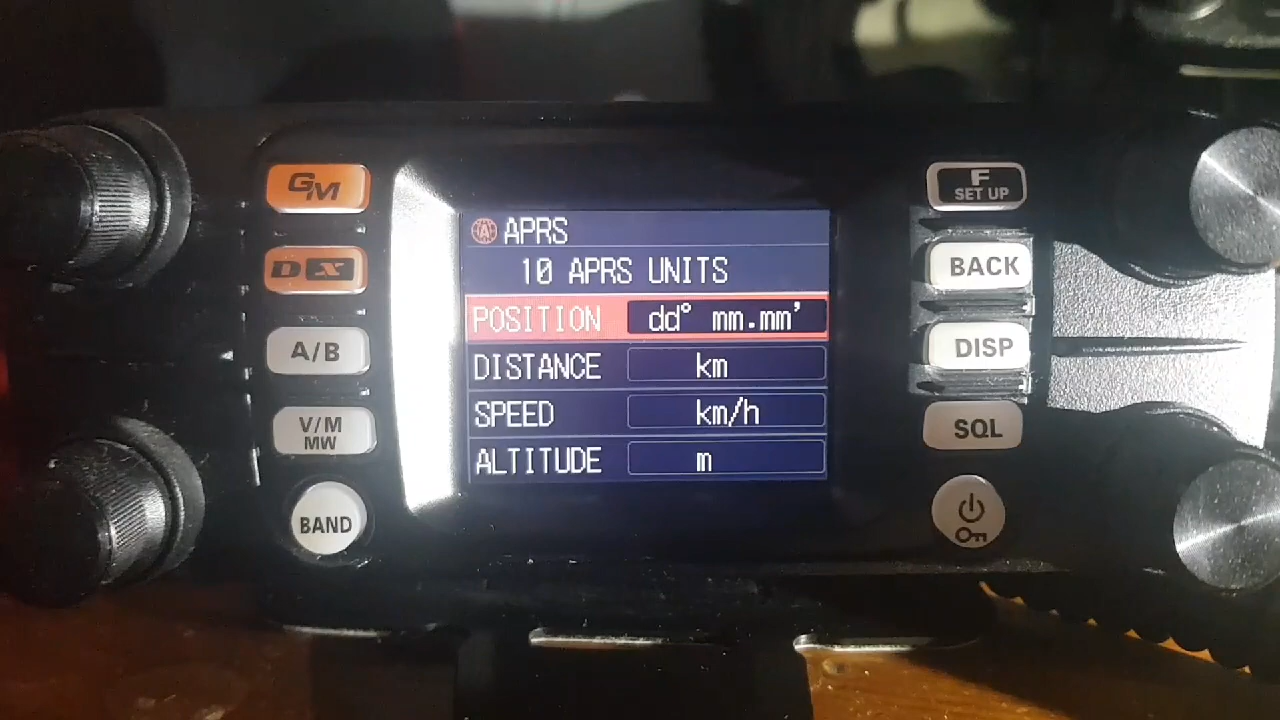 GM
DX
A/B
V/M
MW
BAND
APRS
10 APRS UNITS
POSITION dd° mm.mm'
DISTANCE km
SPEED km/h
ALTITUDE m
F
SET UP
BACK
DISP
SQL